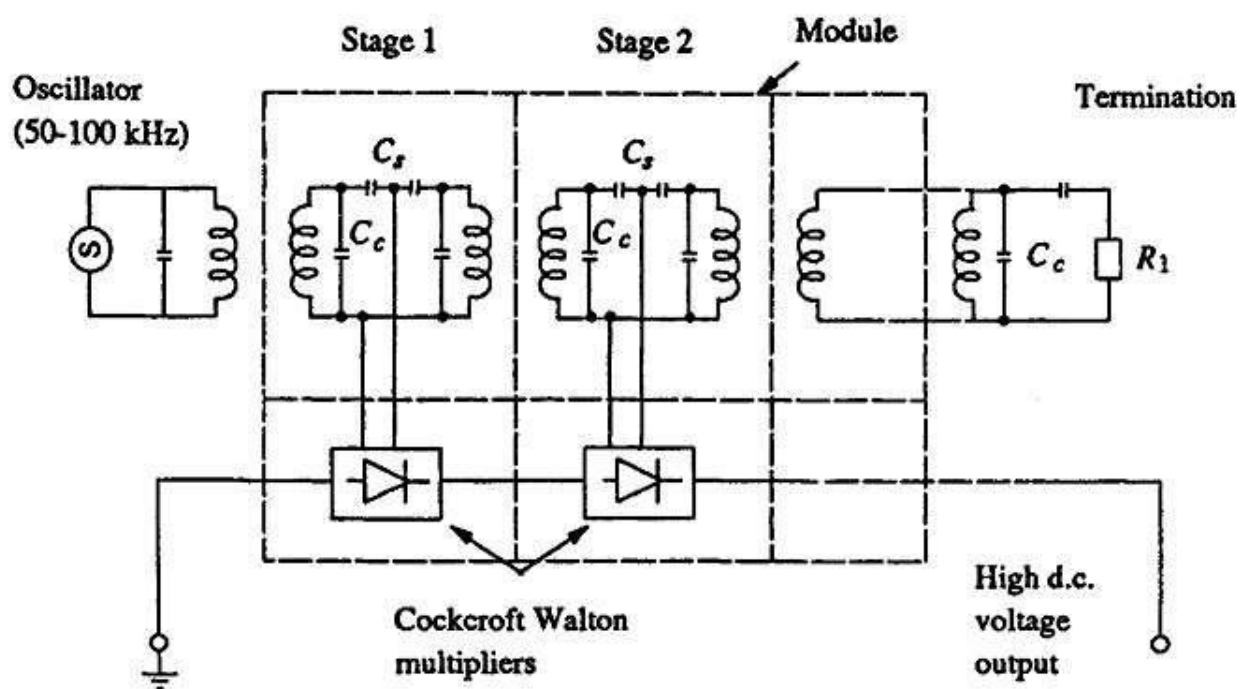 Stage 1
Stage 2
Module
Oscillator
(50-100 kHz)
Termination
C_s
C_s
S
C_c
C_c
C_c
R_1
Cockcroft Walton
multipliers
High d.c.
voltage
output